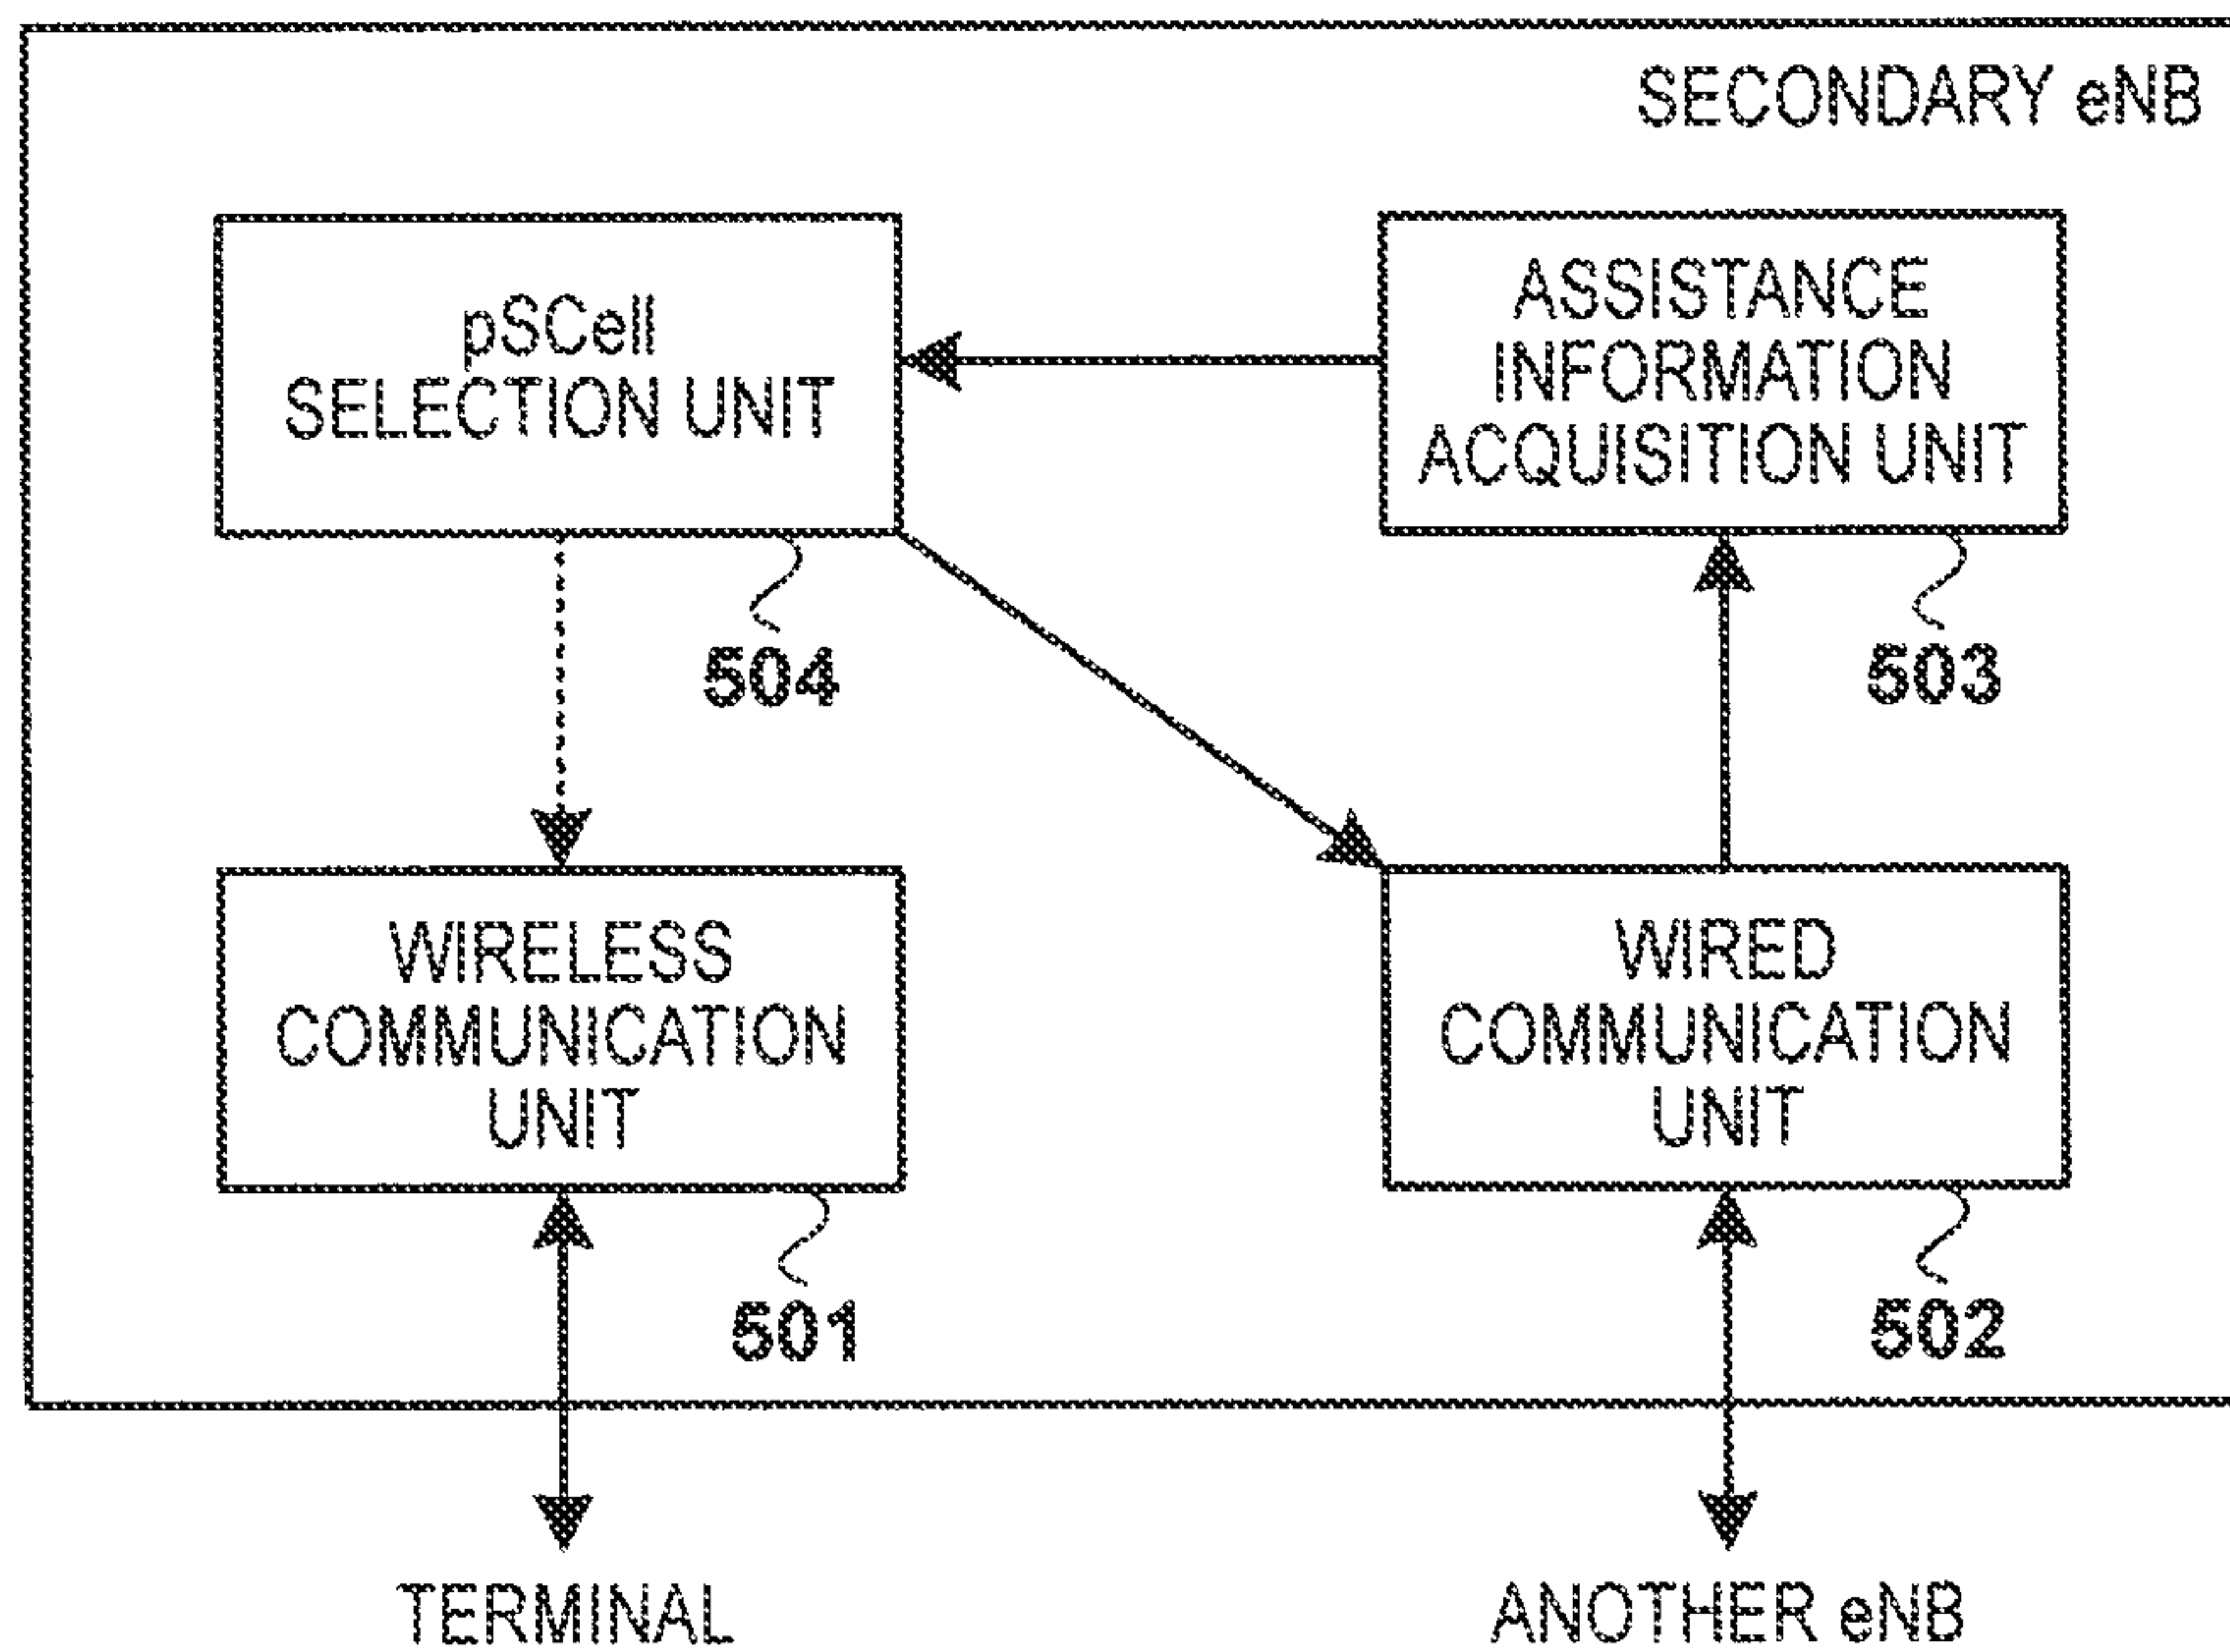 SECONDARY eNB
pSCell
SELECTION UNIT
504
ASSISTANCE
INFORMATION
ACQUISITION UNIT
503
WIRELESS
COMMUNICATION
UNIT
501
WIRED
COMMUNICATION
UNIT
502
TERMINAL
ANOTHER eNB